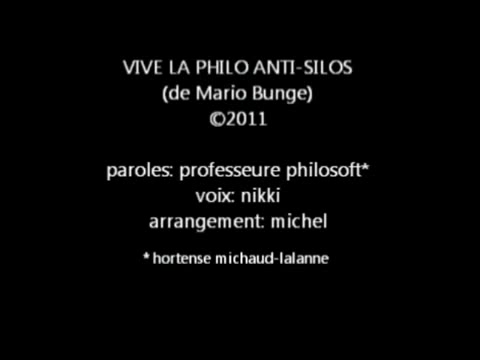 VIVE LA PHILO ANTI-SILOS
(de Mario Bunge)
©2011
paroles: professeure philosoft*
voix: nikki
arrangement: michel
* hortense michaud-lalanne